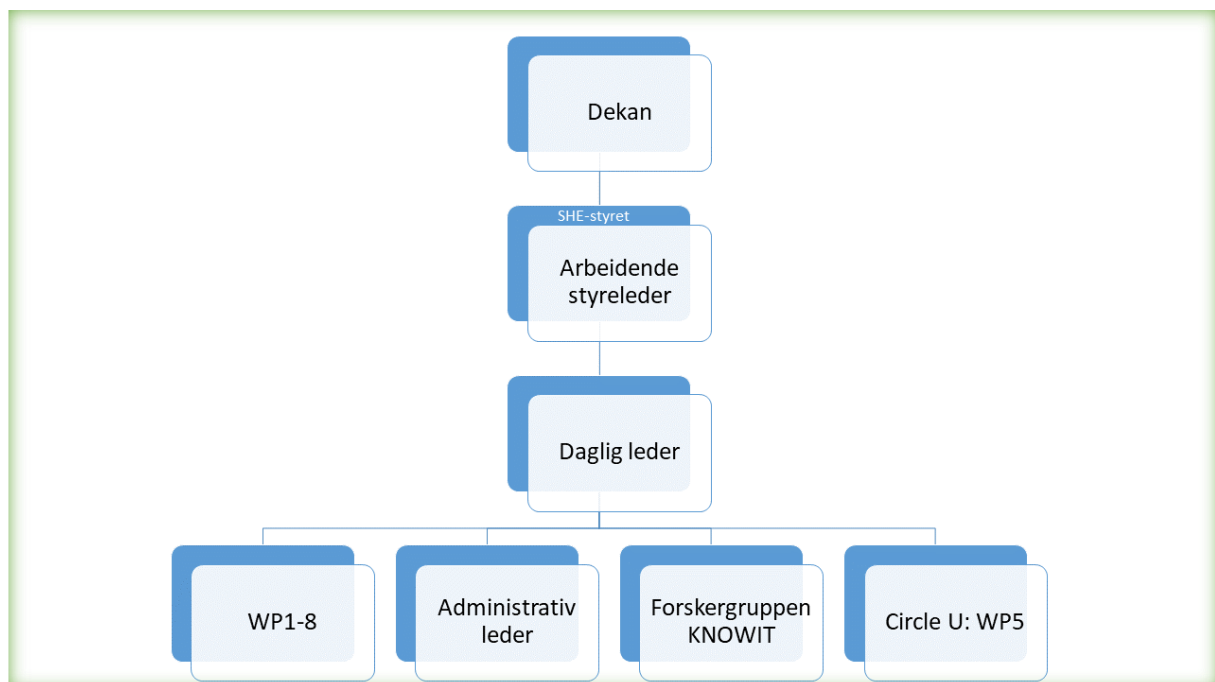 Dekan
SHE-styret
Arbeidende
styreleder
Daglig leder
WP1-8
Administrativ
leder
Forskergruppen
KNOWIT
Circle U: WP5